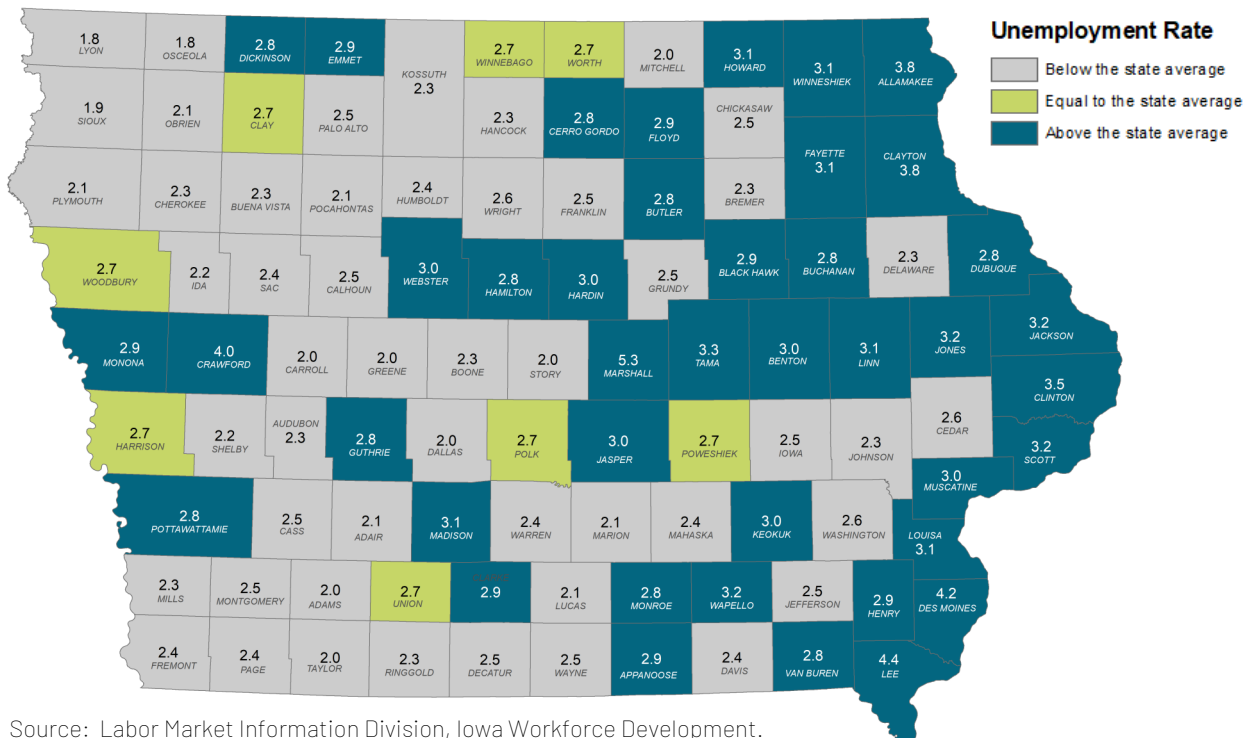 Unemployment Rate
Below the state average
Equal to the state average
Above the state average
1.8
LYON
1.8
OSCEOLA
2.8
DICKINSON
2.9
EMMET
KOSSUTH
2.3
2.7
WINNEBAGO
2.7
WORTH
2.0
MITCHELL
3.1
HOWARD
3.1
WINNESHIEK
3.8
ALLAMAKEE
1.9
SIOUX
2.1
OBRIEN
2.7
CLAY
2.5
PALO ALTO
2.3
HANCOCK
2.8
CERRO GORDO
2.9
FLOYD
CHICKASAW
2.5
FAYETTE
3.1
CLAYTON
3.8
2.1
PLYMOUTH
2.3
CHEROKEE
2.3
BUENA VISTA
2.1
POCAHONTAS
2.4
HUMBOLDT
2.6
WRIGHT
2.5
FRANKLIN
2.8
BUTLER
2.3
BREMER
2.7
WOODBURY
2.2
IDA
2.4
SAC
2.5
CALHOUN
3.0
WEBSTER
2.8
HAMILTON
3.0
HARDIN
2.5
GRUNDY
2.9
BLACK HAWK
2.8
BUCHANAN
2.3
DELAWARE
2.8
DUBUQUE
2.9
MONONA
4.0
CRAWFORD
2.0
CARROLL
2.0
GREENE
2.3
BOONE
2.0
STORY
5.3
MARSHALL
3.3
TAMA
3.0
BENTON
3.1
LINN
3.2
JONES
3.2
JACKSON
3.5
CLINTON
2.7
HARRISON
2.2
SHELBY
AUDUBON
2.3
2.8
GUTHRIE
2.0
DALLAS
2.7
POLK
3.0
JASPER
2.7
POWESHIEK
2.5
IOWA
2.3
JOHNSON
2.6
CEDAR
3.2
SCOTT
3.0
MUSCATINE
2.8
POTTAWATTAMIE
2.5
CASS
2.1
ADAIR
3.1
MADISON
2.4
WARREN
2.1
MARION
2.4
MAHASKA
3.0
KEOKUK
2.6
WASHINGTON
LOUISA
3.1
2.3
MILLS
2.5
MONTGOMERY
2.0
ADAMS
2.7
UNION
2.9
2.1
LUCAS
2.8
MONROE
3.2
WAPELLO
2.5
JEFFERSON
2.9
HENRY
4.2
DES MOINES
2.4
FREMONT
2.4
PAGE
2.0
TAYLOR
2.3
RINGGOLD
2.5
DECATUR
2.5
WAYNE
2.9
APPANOOSE
2.4
DAVIS
2.8
VAN BUREN
4.4
LEE
Source: Labor Market Information Division, Iowa Workforce Development.